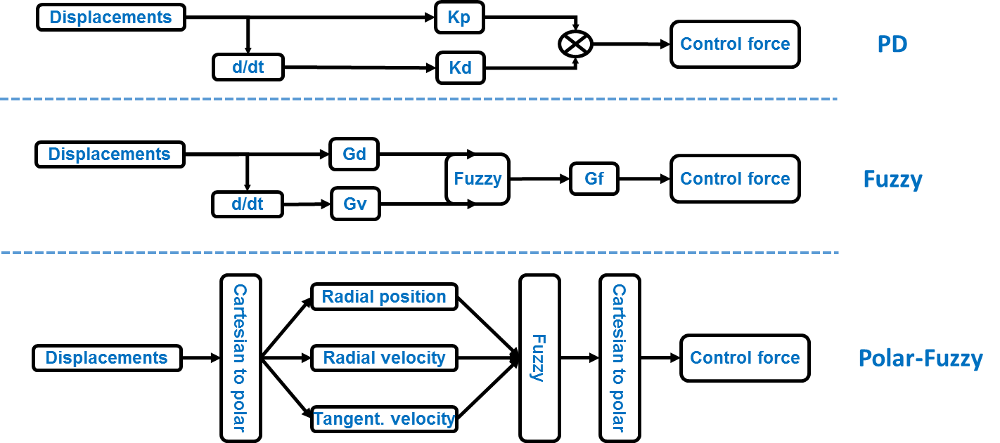 Displacements
Kp
d/dt
Kd
Control force
PD
Displacements
Gd
d/dt
Gv
Fuzzy
Gf
Control force
Fuzzy
Displacements
Cartesian to polar
Radial position
Radial velocity
Tangent. velocity
Fuzzy
Cartesian to polar
Control force
Polar-Fuzzy